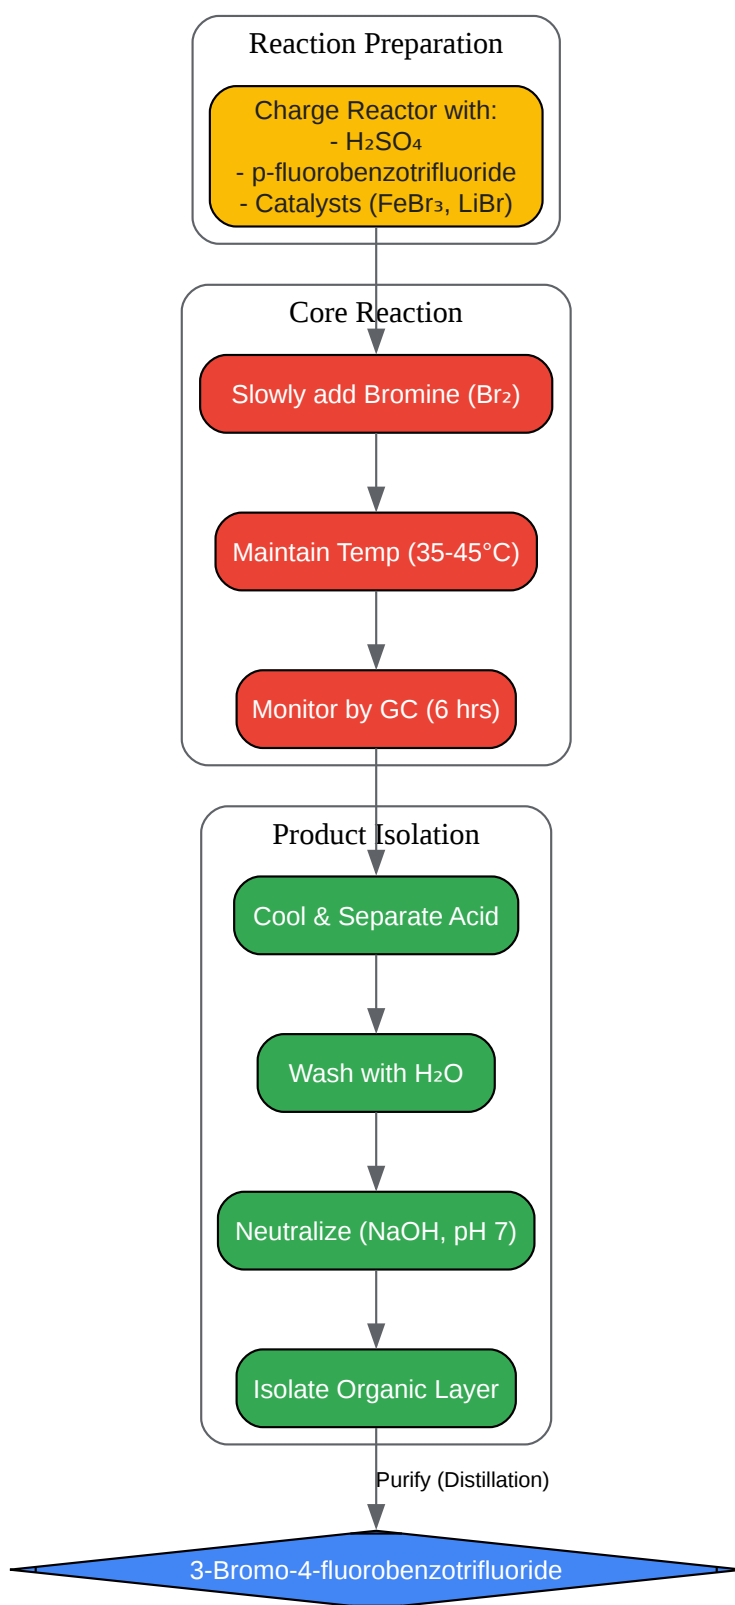 Reaction Preparation
Charge Reactor with:
- H₂SO₄
- p-fluorobenzotrifluoride
- Catalysts (FeBr₃, LiBr)
Core Reaction
Slowly add Bromine (Br₂)
Maintain Temp (35-45°C)
Monitor by GC (6 hrs)
Product Isolation
Cool & Separate Acid
Wash with H₂O
Neutralize (NaOH, pH 7)
Isolate Organic Layer
Purify (Distillation)
3-Bromo-4-fluorobenzotrifluoride